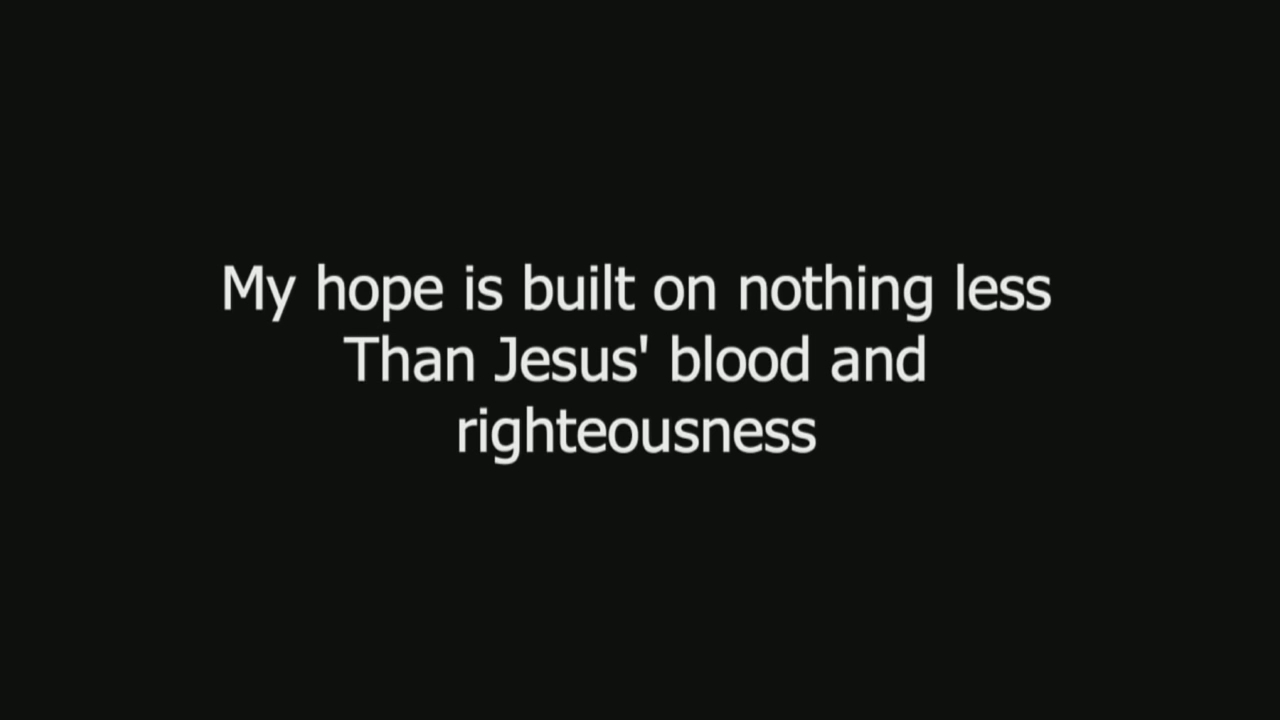 My hope is built on nothing less
Than Jesus' blood and
righteousness